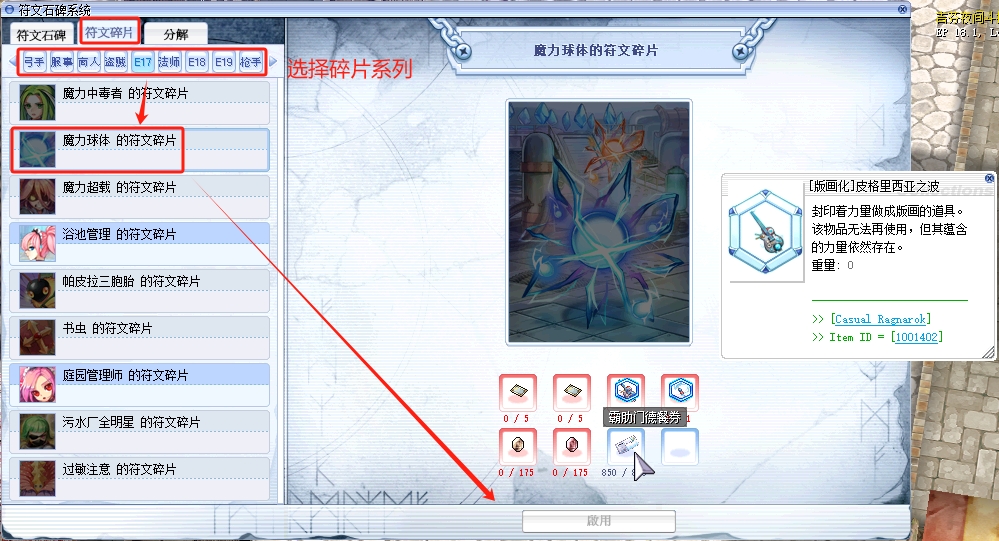 符文石碑系统
符文石碑
符文碎片
分解
弓手
服事
商人
盗贼
E17
法师
E18
E19
枪手
选择碎片系列
魔力中毒者 的符文碎片
魔力球体 的符文碎片
魔力超载 的符文碎片
浴池管理 的符文碎片
帕皮拉三胞胎 的符文碎片
书虫 的符文碎片
庭园管理师 的符文碎片
污水厂全明星 的符文碎片
过敏注意 的符文碎片
魔力球体的符文碎片
0 / 5
0 / 5
霸肋门德餐券
0 / 175
0 / 175
850 /
啟用
EP 18.1,
[版画化]皮格里西亚之波
封印着力量做成版画的道具。
该物品无法再使用，但其蕴含
的力量依然存在。
重量: 0
>> [Casual Ragnarok]
>> Item ID = [1001402]